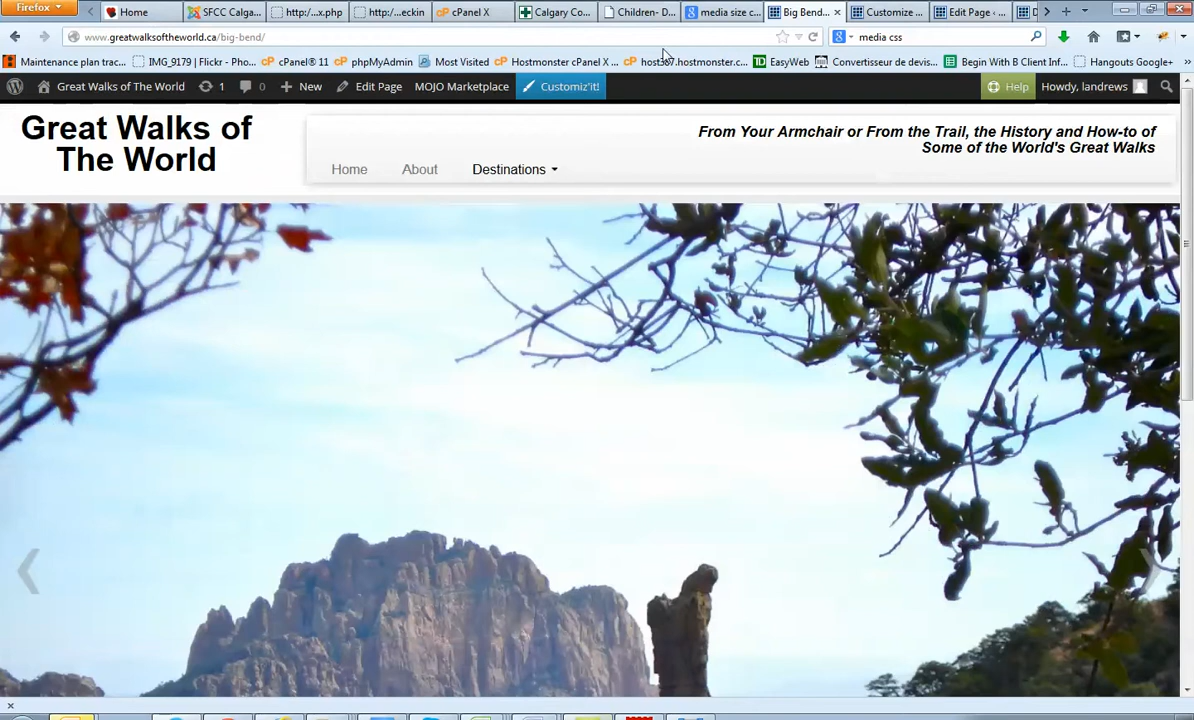 Firefox
Home
SFCC Calga...
http:/...x.php
http:/...eckin
cPanel X
Calgary Co...
Children- D...
media size c...
Big Bend...
Customize ...
Edit Page ‹ ...
www.greatwalksoftheworld.ca/big-bend/
media css
Maintenance plan trac...
IMG_9179 | Flickr - Pho...
cPanel® 11
phpMyAdmin
Most Visited
Hostmonster cPanel X ...
EasyWeb
Convertisseur de devis...
Begin With B Client Inf...
Hangouts Google+
Great Walks of The World
1
0
New
Edit Page
MOJO Marketplace
Customiz'it!
Help
Howdy, landrews
Great Walks of
The World
From Your Armchair or From the Trail, the History and How-to of
Some of the World's Great Walks
Home
About
Destinations